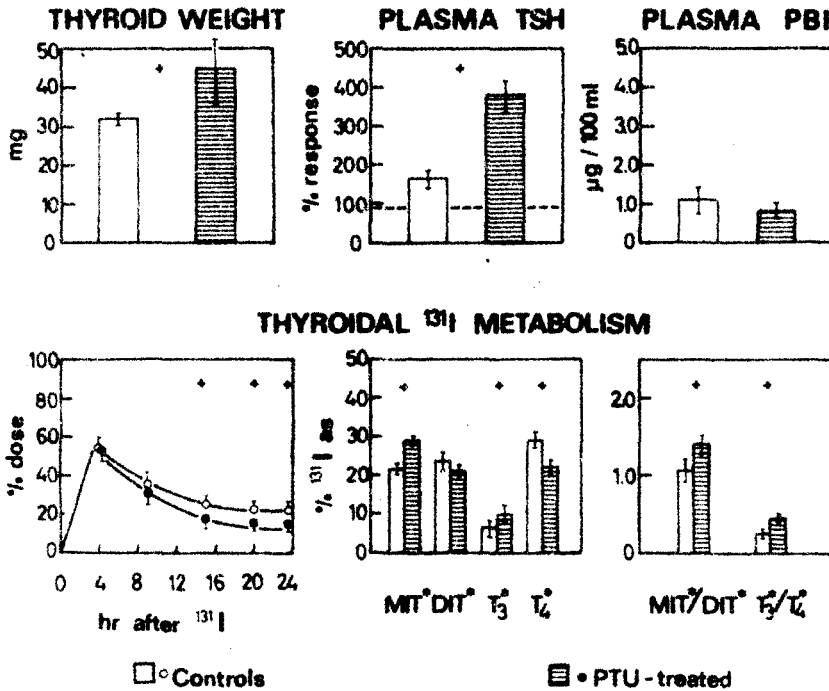 THYROID WEIGHT
PLASMA TSH
PLASMA PBI
mg
50
40
30
20
10
0
+
% response
500
400
300
200
100
0
+
µg / 100 ml
5.0
4.0
3.0
2.0
1.0
0
THYROIDAL ¹³¹I METABOLISM
% dose
100
80
60
40
20
0
+ + +
0 4 8 12 16 20 24
hr after ¹³¹I
% ¹³¹I as
50
40
30
20
10
0
+ + +
MIT* DIT* T₃* T₄*
2.0
1.0
0
+ +
MIT*/DIT* T₃*/T₄*
Controls
PTU-treated